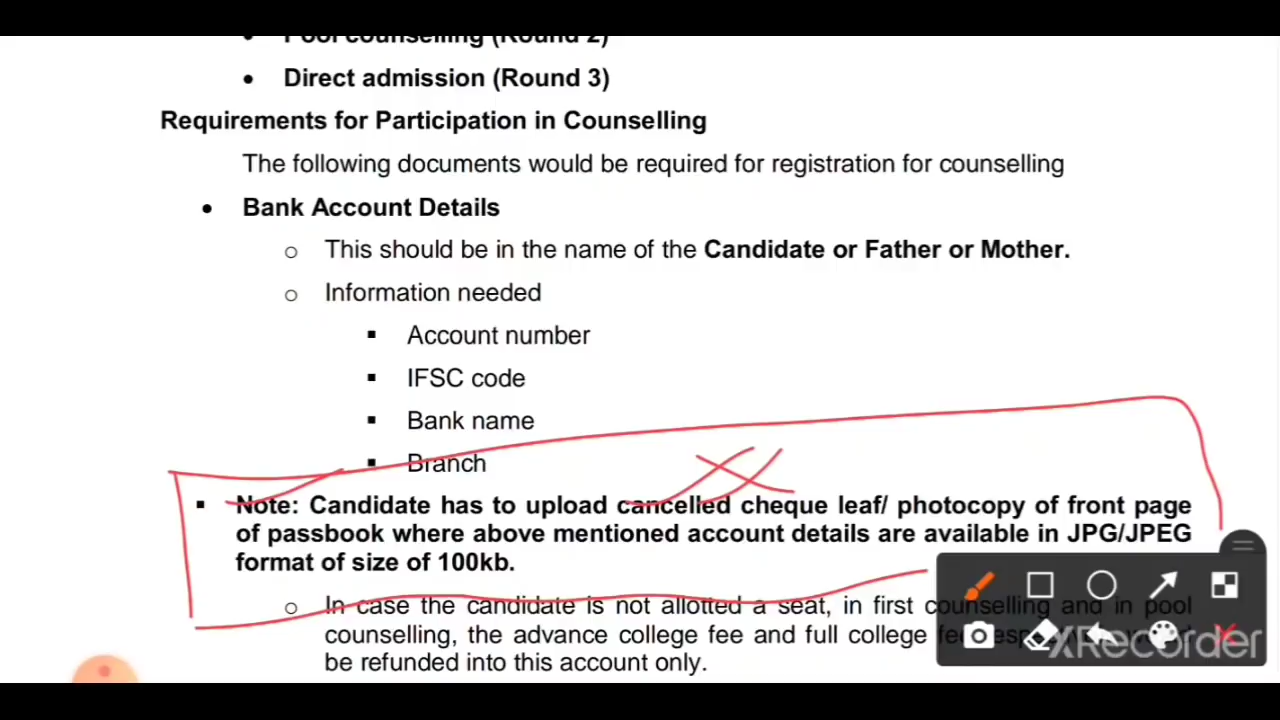 • Pool counselling (Round 2)
• Direct admission (Round 3)
Requirements for Participation in Counselling
The following documents would be required for registration for counselling
• Bank Account Details
o This should be in the name of the Candidate or Father or Mother.
o Information needed
▪ Account number
▪ IFSC code
▪ Bank name
▪ Branch
▪ Note: Candidate has to upload cancelled cheque leaf/ photocopy of front page
of passbook where above mentioned account details are available in JPG/JPEG
format of size of 100kb.
o In case the candidate is not allotted a seat, in first counselling and in pool
counselling, the advance college fee and full college
be refunded into this account only.
XRecorder